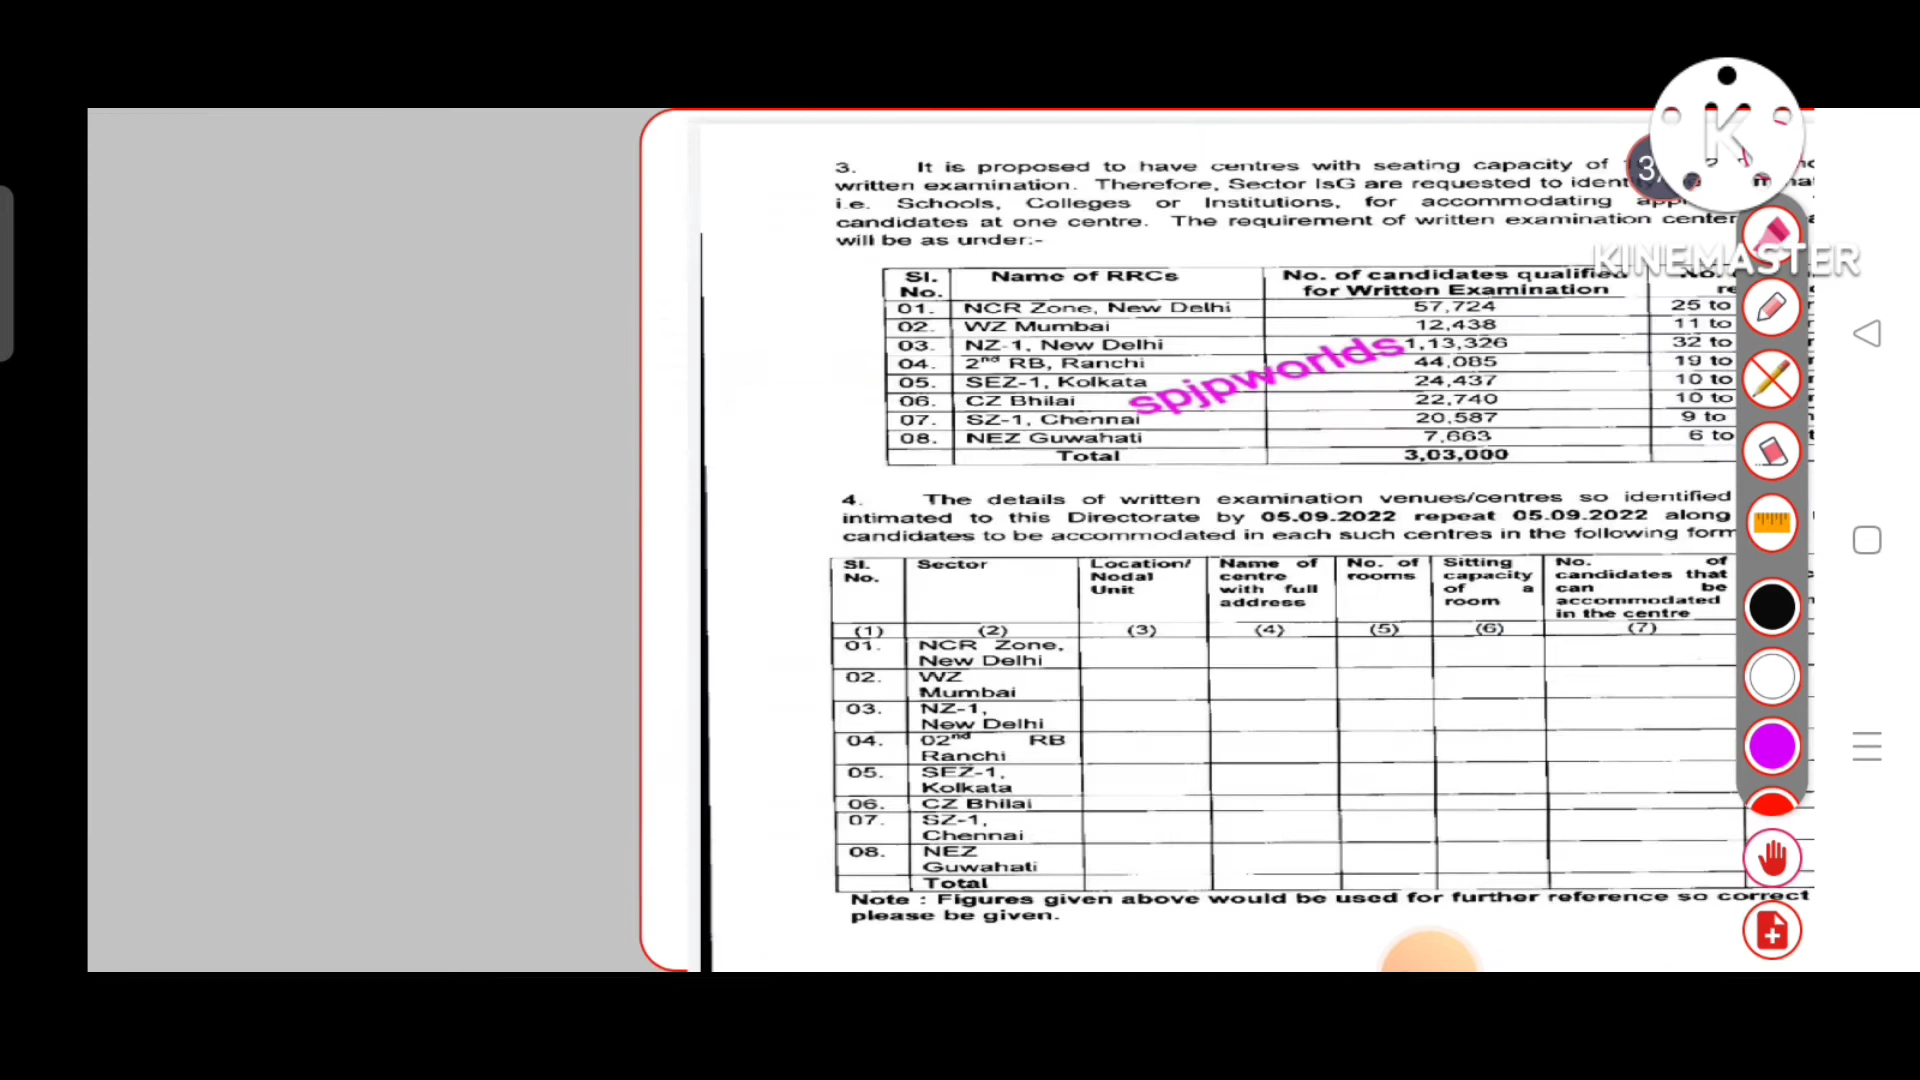 3. It is proposed to have centres with seating capacity of
written examination. Therefore, Sector IsG are requested to
i.e. Schools, Colleges or Institutions, for accommodating
candidates at one centre. The requirement of written examination center
will be as under:-
Sl. No. Name of RRCs No. of candidates qualified for Written Examination No.
01. NCR Zone, New Delhi 57,724 25 to
02. WZ Mumbai 12,438 11 to
03. NZ-1, New Delhi 1,13,326 32 to
04. 2nd RB, Ranchi 44,085 19 to
05. SEZ-1, Kolkata 24,437 10 to
06. CZ Bhilai 22,740 10 to
07. SZ-1, Chennai 20,587 9 to
08. NEZ Guwahati 7,663 6 to
Total 3,03,000
spjpworlds
4. The details of written examination venues/centres so identified
intimated to this Directorate by 05.09.2022 repeat 05.09.2022 along
candidates to be accommodated in each such centres in the following form
Sl. No. Sector Location/ Nodal Unit Name of centre with full address No. of rooms Sitting capacity of a room No. of candidates that can be accommodated in the centre
(1) (2) (3) (4) (5) (6) (7)
01. NCR Zone, New Delhi
02. WZ Mumbai
03. NZ-1, New Delhi
04. 02nd RB Ranchi
05. SEZ-1, Kolkata
06. CZ Bhilai
07. SZ-1, Chennai
08. NEZ Guwahati
Total
Note : Figures given above would be used for further reference so correct
please be given.
K
KINEMASTER